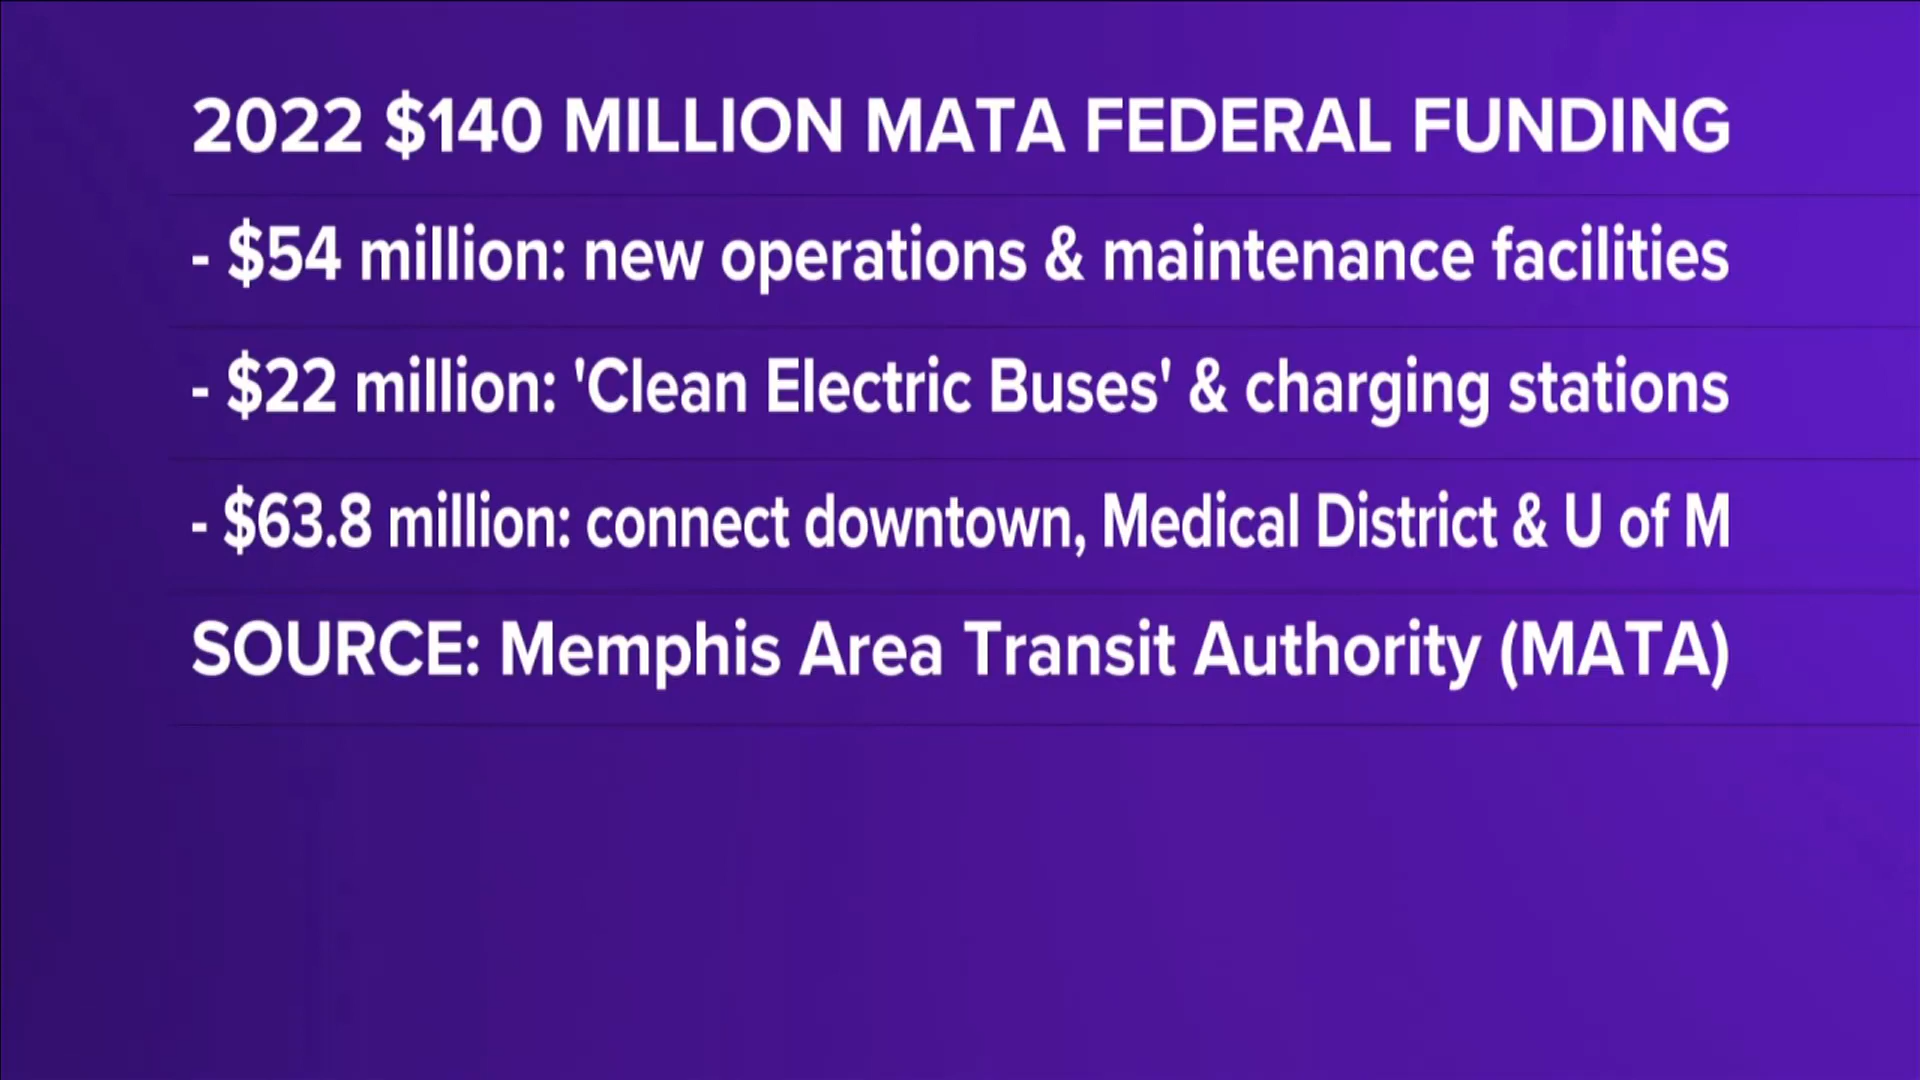 2022 $140 MILLION MATA FEDERAL FUNDING
- $54 million: new operations & maintenance facilities
- $22 million: 'Clean Electric Buses' & charging stations
- $63.8 million: connect downtown, Medical District & U of M
SOURCE: Memphis Area Transit Authority (MATA)